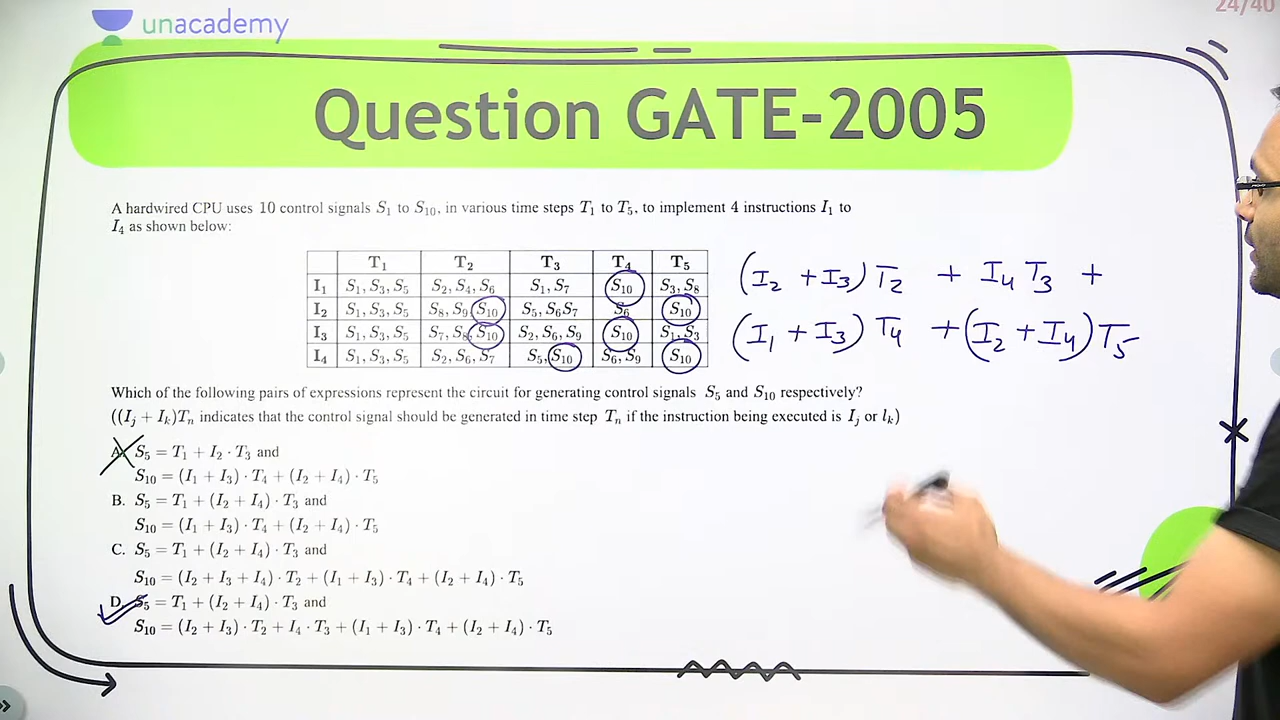 24/40
unacademy
Question GATE-2005
A hardwired CPU uses 10 control signals S₁ to S₁₀, in various time steps T₁ to T₅, to implement 4 instructions I₁ to
I₄ as shown below:
T₁ T₂ T₃ T₄ T₅
I₁ S₁, S₃, S₅ S₂, S₄, S₆ S₁, S₇ S₁₀ S₃, S₈
I₂ S₁, S₃, S₅ S₈, S₉, S₁₀ S₅, S₆S₇ S₆ S₁₀
I₃ S₁, S₃, S₅ S₇, S₈, S₁₀ S₂, S₆, S₉ S₁₀ S₁, S₃
I₄ S₁, S₃, S₅ S₂, S₆, S₇ S₅, S₁₀ S₆, S₉ S₁₀
(I₂ + I₃) T₂ + I₄ T₃ +
(I₁ + I₃) T₄ + (I₂ + I₄) T₅
Which of the following pairs of expressions represent the circuit for generating control signals S₅ and S₁₀ respectively?
((Iⱼ + Iₖ)Tₙ indicates that the control signal should be generated in time step Tₙ if the instruction being executed is Iⱼ or lₖ)
A. S₅ = T₁ + I₂ · T₃ and
S₁₀ = (I₁ + I₃) · T₄ + (I₂ + I₄) · T₅
B. S₅ = T₁ + (I₂ + I₄) · T₃ and
S₁₀ = (I₁ + I₃) · T₄ + (I₂ + I₄) · T₅
C. S₅ = T₁ + (I₂ + I₄) · T₃ and
S₁₀ = (I₂ + I₃ + I₄) · T₂ + (I₁ + I₃) · T₄ + (I₂ + I₄) · T₅
D. S₅ = T₁ + (I₂ + I₄) · T₃ and
S₁₀ = (I₂ + I₃) · T₂ + I₄ · T₃ + (I₁ + I₃) · T₄ + (I₂ + I₄) · T₅